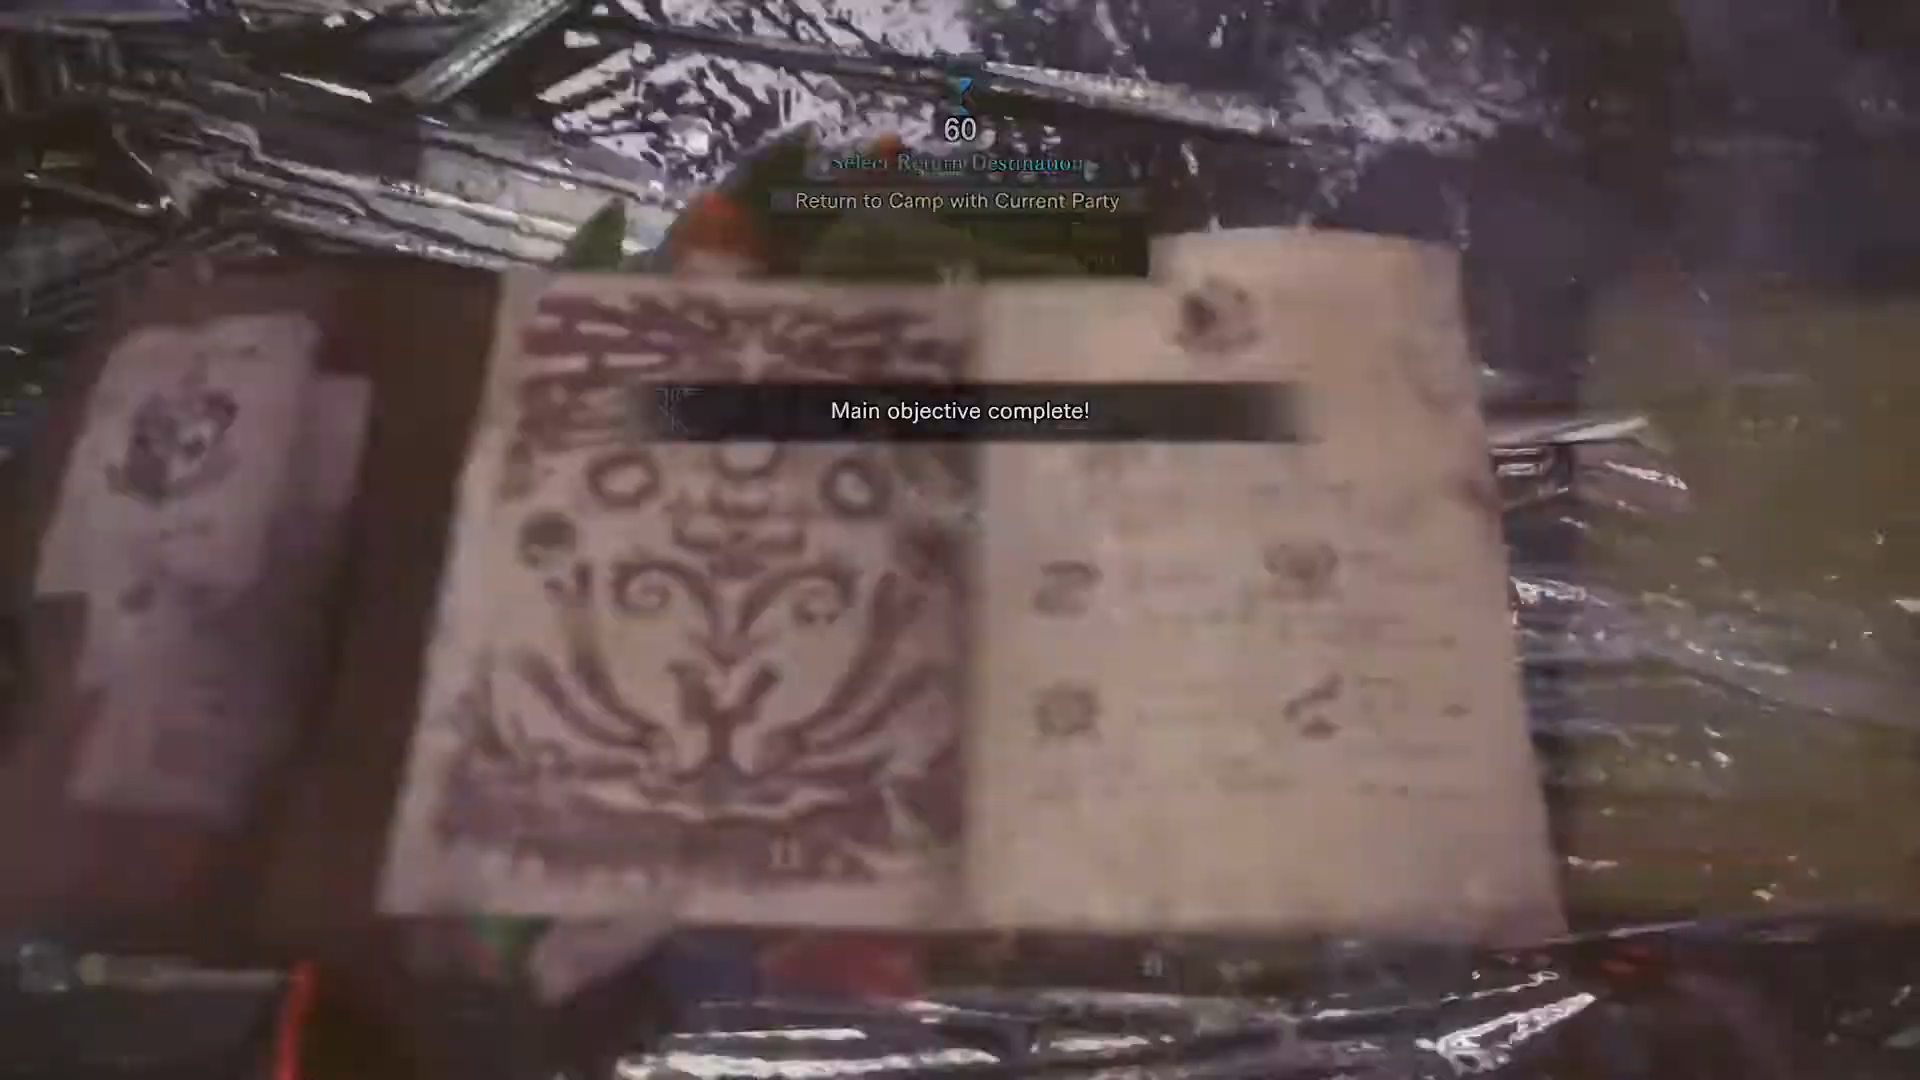 60
Select Return Destination
Return to Camp with Current Party
Main objective complete!